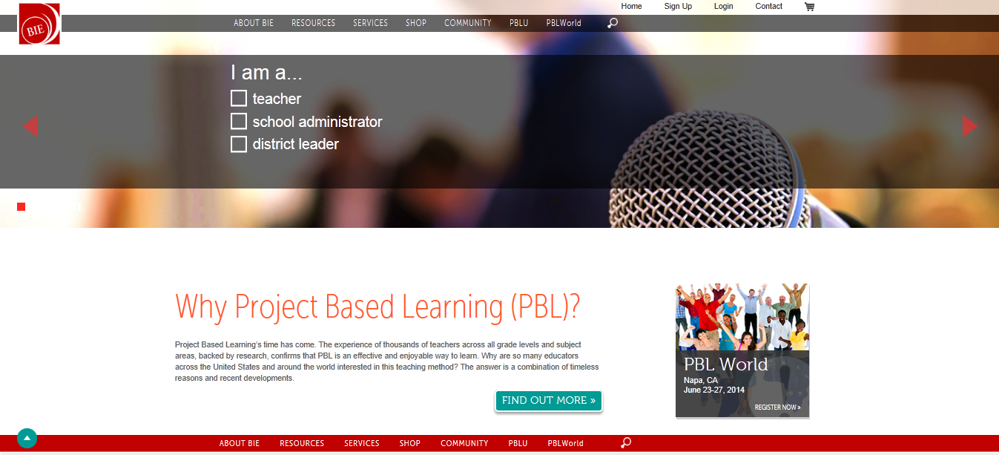 Home Sign Up Login Contact
BIE
ABOUT BIE RESOURCES SERVICES SHOP COMMUNITY PBLU PBLWorld
I am a...
teacher
school administrator
district leader
Why Project Based Learning (PBL)?
Project Based Learning's time has come. The experience of thousands of teachers across all grade levels and subject
areas, backed by research, confirms that PBL is an effective and enjoyable way to learn. Why are so many educators
across the United States and around the world interested in this teaching method? The answer is a combination of timeless
reasons and recent developments.
FIND OUT MORE »
PBL World
Napa, CA
June 23-27, 2014
REGISTER NOW »
ABOUT BIE RESOURCES SERVICES SHOP COMMUNITY PBLU PBLWorld